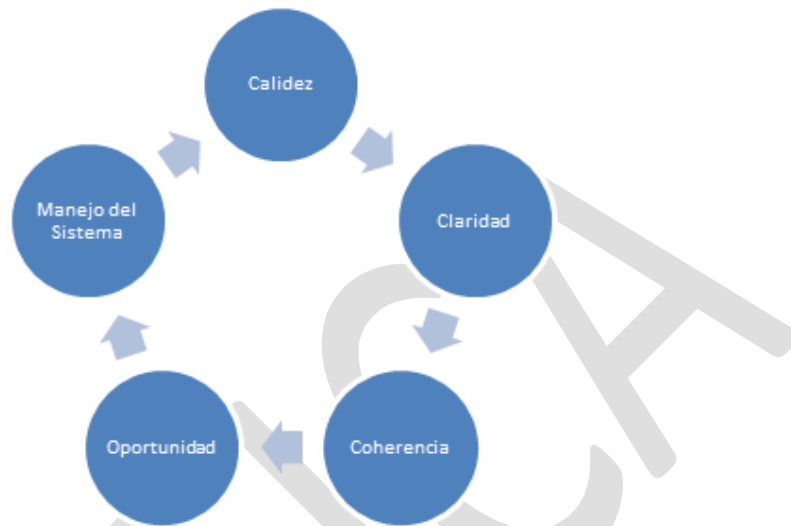 Calidez
Claridad
Coherencia
Oportunidad
Manejo del
Sistema